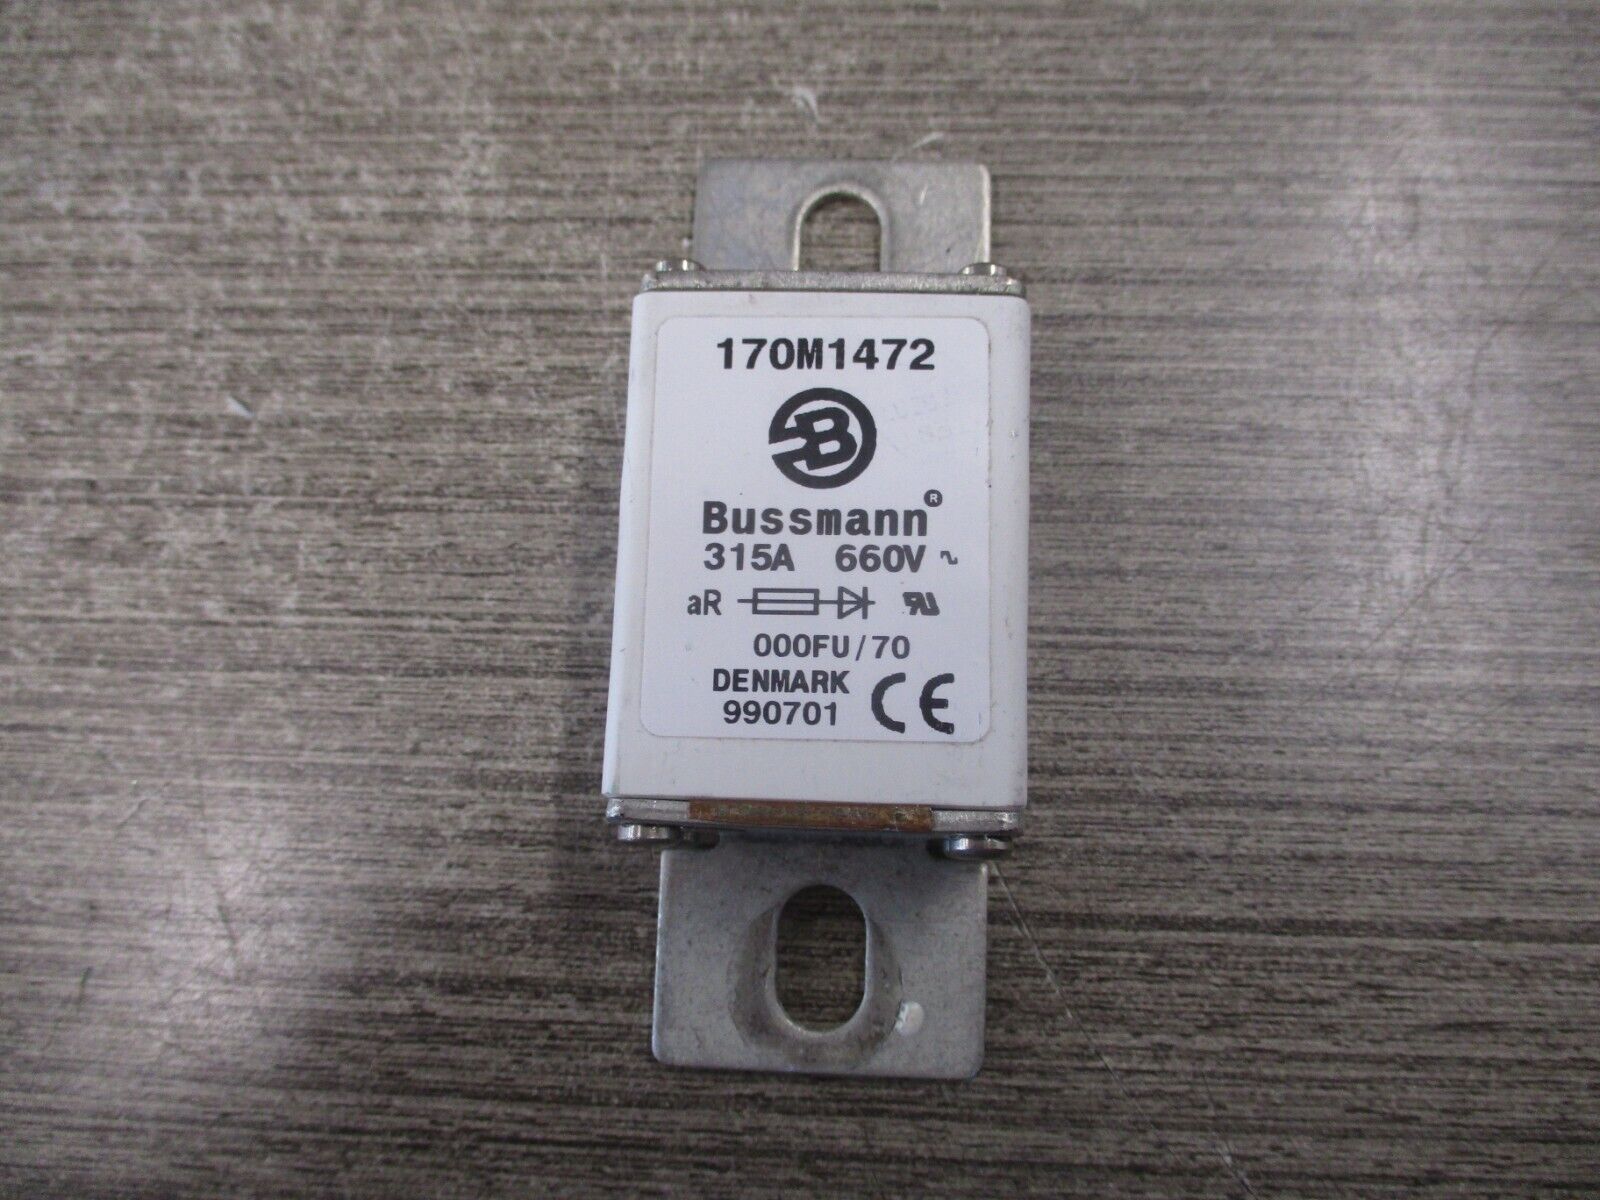 170M1472
B
Bussmann®
315A 660V ~
aR
000FU/70
DENMARK
990701 CE